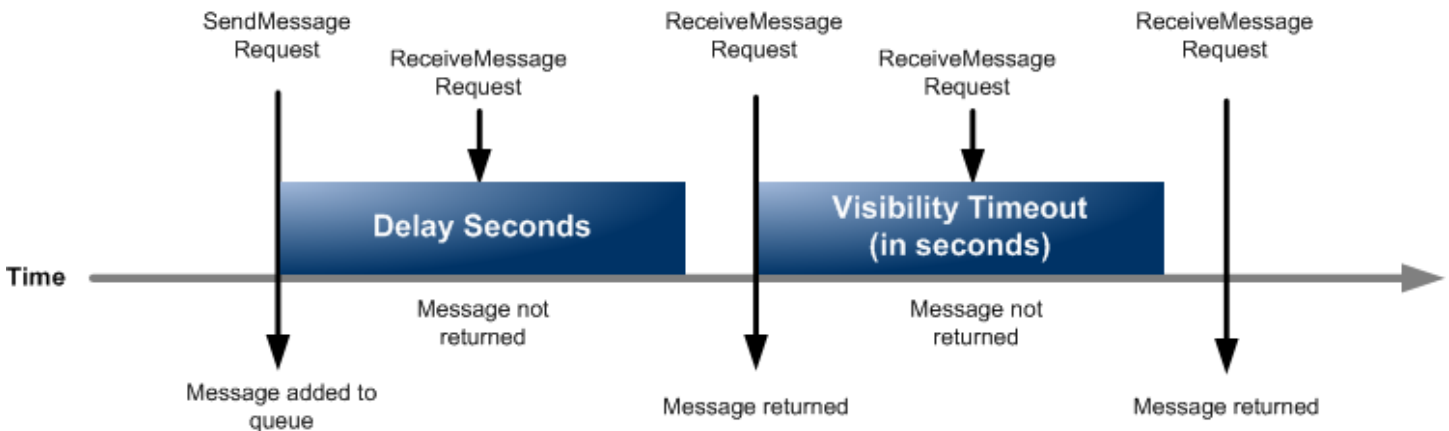 SendMessage
Request
ReceiveMessage
Request
ReceiveMessage
Request
ReceiveMessage
Request
ReceiveMessage
Request
Delay Seconds
Visibility Timeout
(in seconds)
Time
Message not
returned
Message not
returned
Message added to
queue
Message returned
Message returned